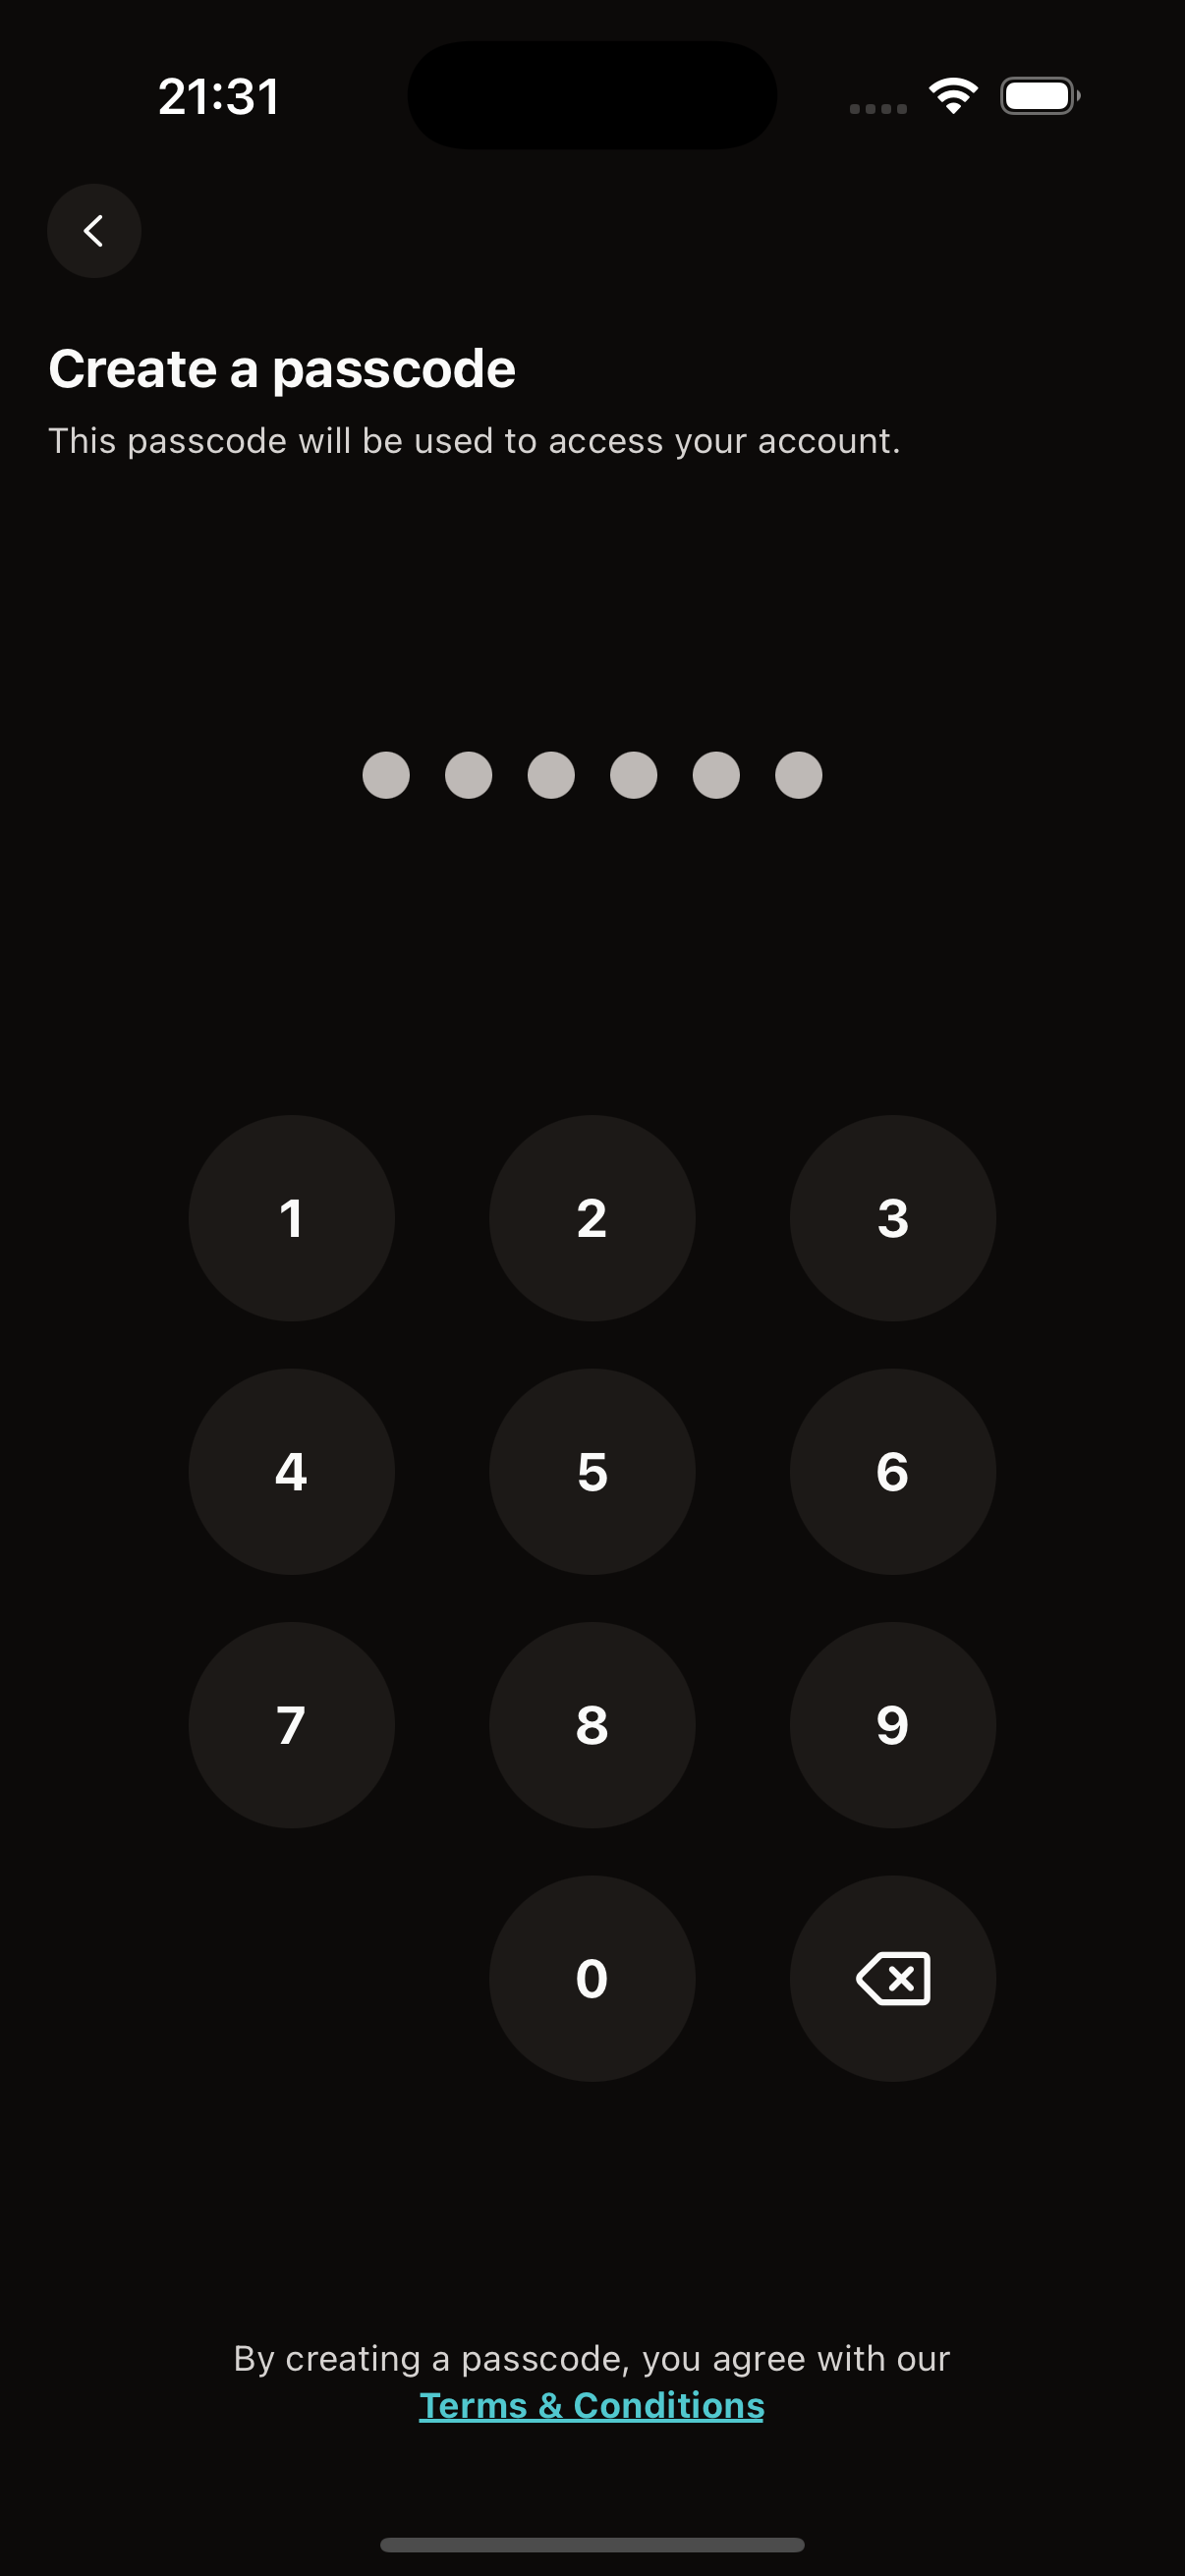 21:31
Create a passcode
This passcode will be used to access your account.
1 2 3
4 5 6
7 8 9
0
By creating a passcode, you agree with our
Terms & Conditions